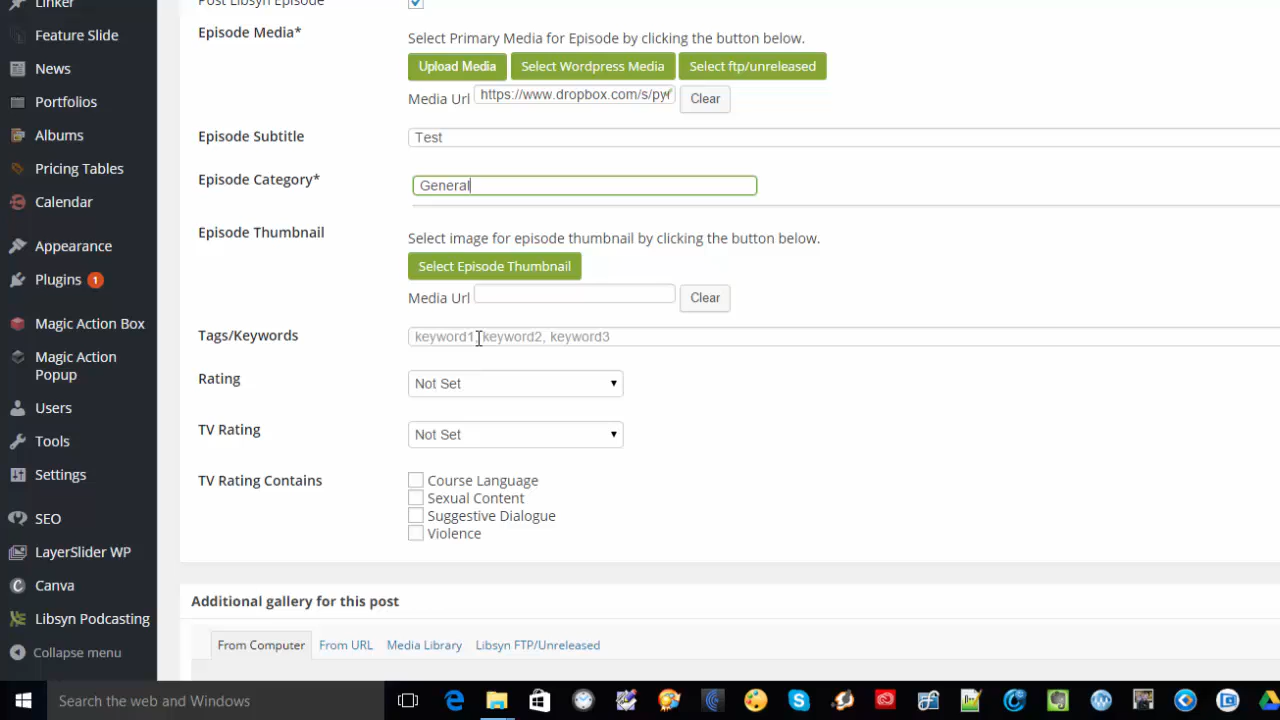 Linker
Post Libsyn Episode
Feature Slide
Episode Media*
Select Primary Media for Episode by clicking the button below.
News
Upload Media
Select Wordpress Media
Select ftp/unreleased
Portfolios
Media Url
https://www.dropbox.com/s/py
Clear
Albums
Episode Subtitle
Test
Pricing Tables
Episode Category*
General
Calendar
Episode Thumbnail
Select image for episode thumbnail by clicking the button below.
Appearance
Select Episode Thumbnail
Plugins 1
Media Url
Clear
Magic Action Box
Tags/Keywords
keyword1, keyword2, keyword3
Magic Action
Popup
Rating
Not Set
Users
TV Rating
Not Set
Tools
Settings
TV Rating Contains
Course Language
Sexual Content
Suggestive Dialogue
Violence
SEO
LayerSlider WP
Canva
Additional gallery for this post
Libsyn Podcasting
From Computer
From URL
Media Library
Libsyn FTP/Unreleased
Collapse menu
Search the web and Windows